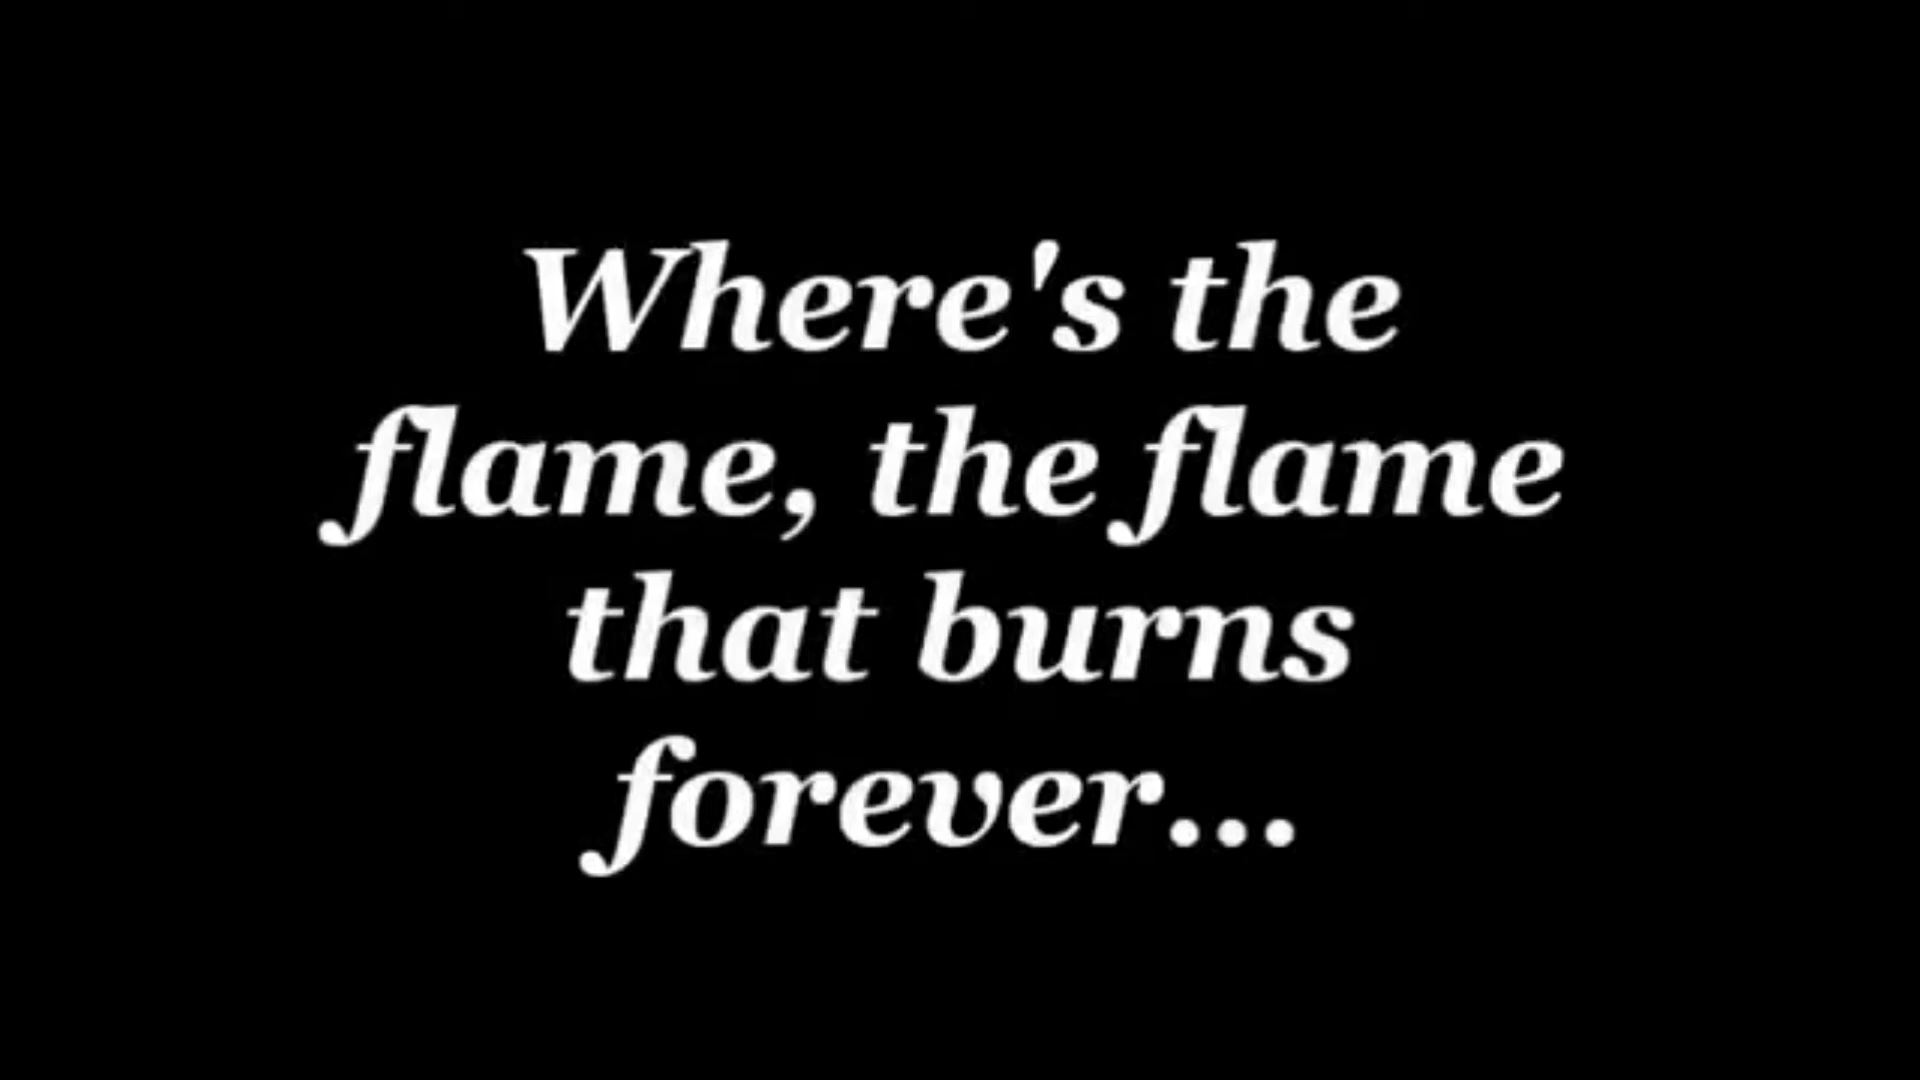 Where's the
flame, the flame
that burns
forever...